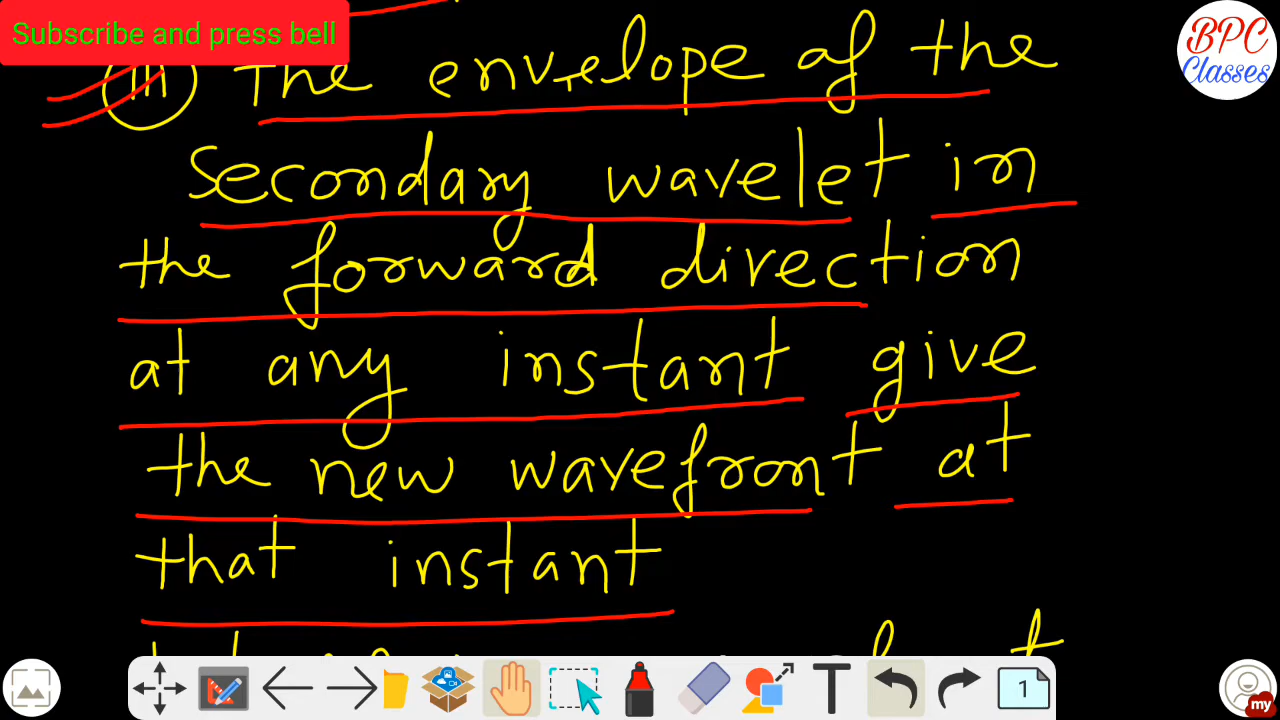 Subscribe and press bell
BPC
Classes
(iii) The envelope of the
secondary wavelet in
the forward direction
at any instant give
the new wavefront at
that instant
T
1
my